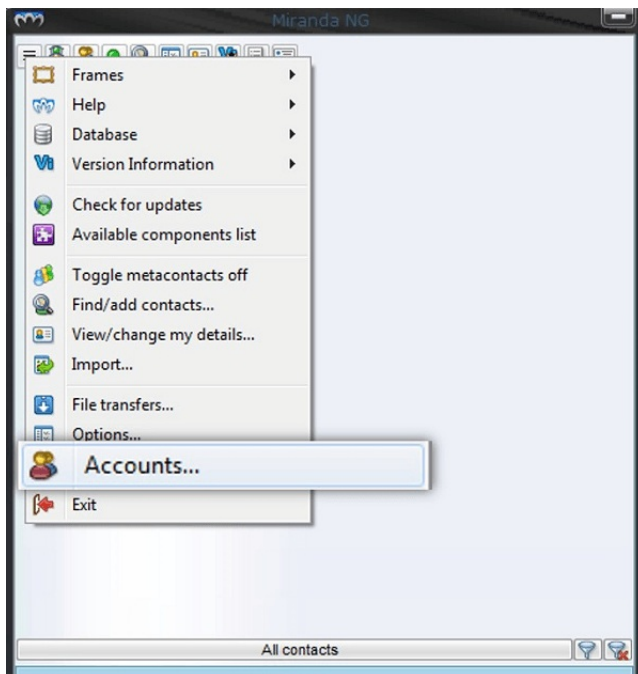 Miranda NG
Frames
Help
Database
Version Information
Check for updates
Available components list
Toggle metacontacts off
Find/add contacts...
View/change my details...
Import...
File transfers...
Options...
Accounts...
Exit
All contacts